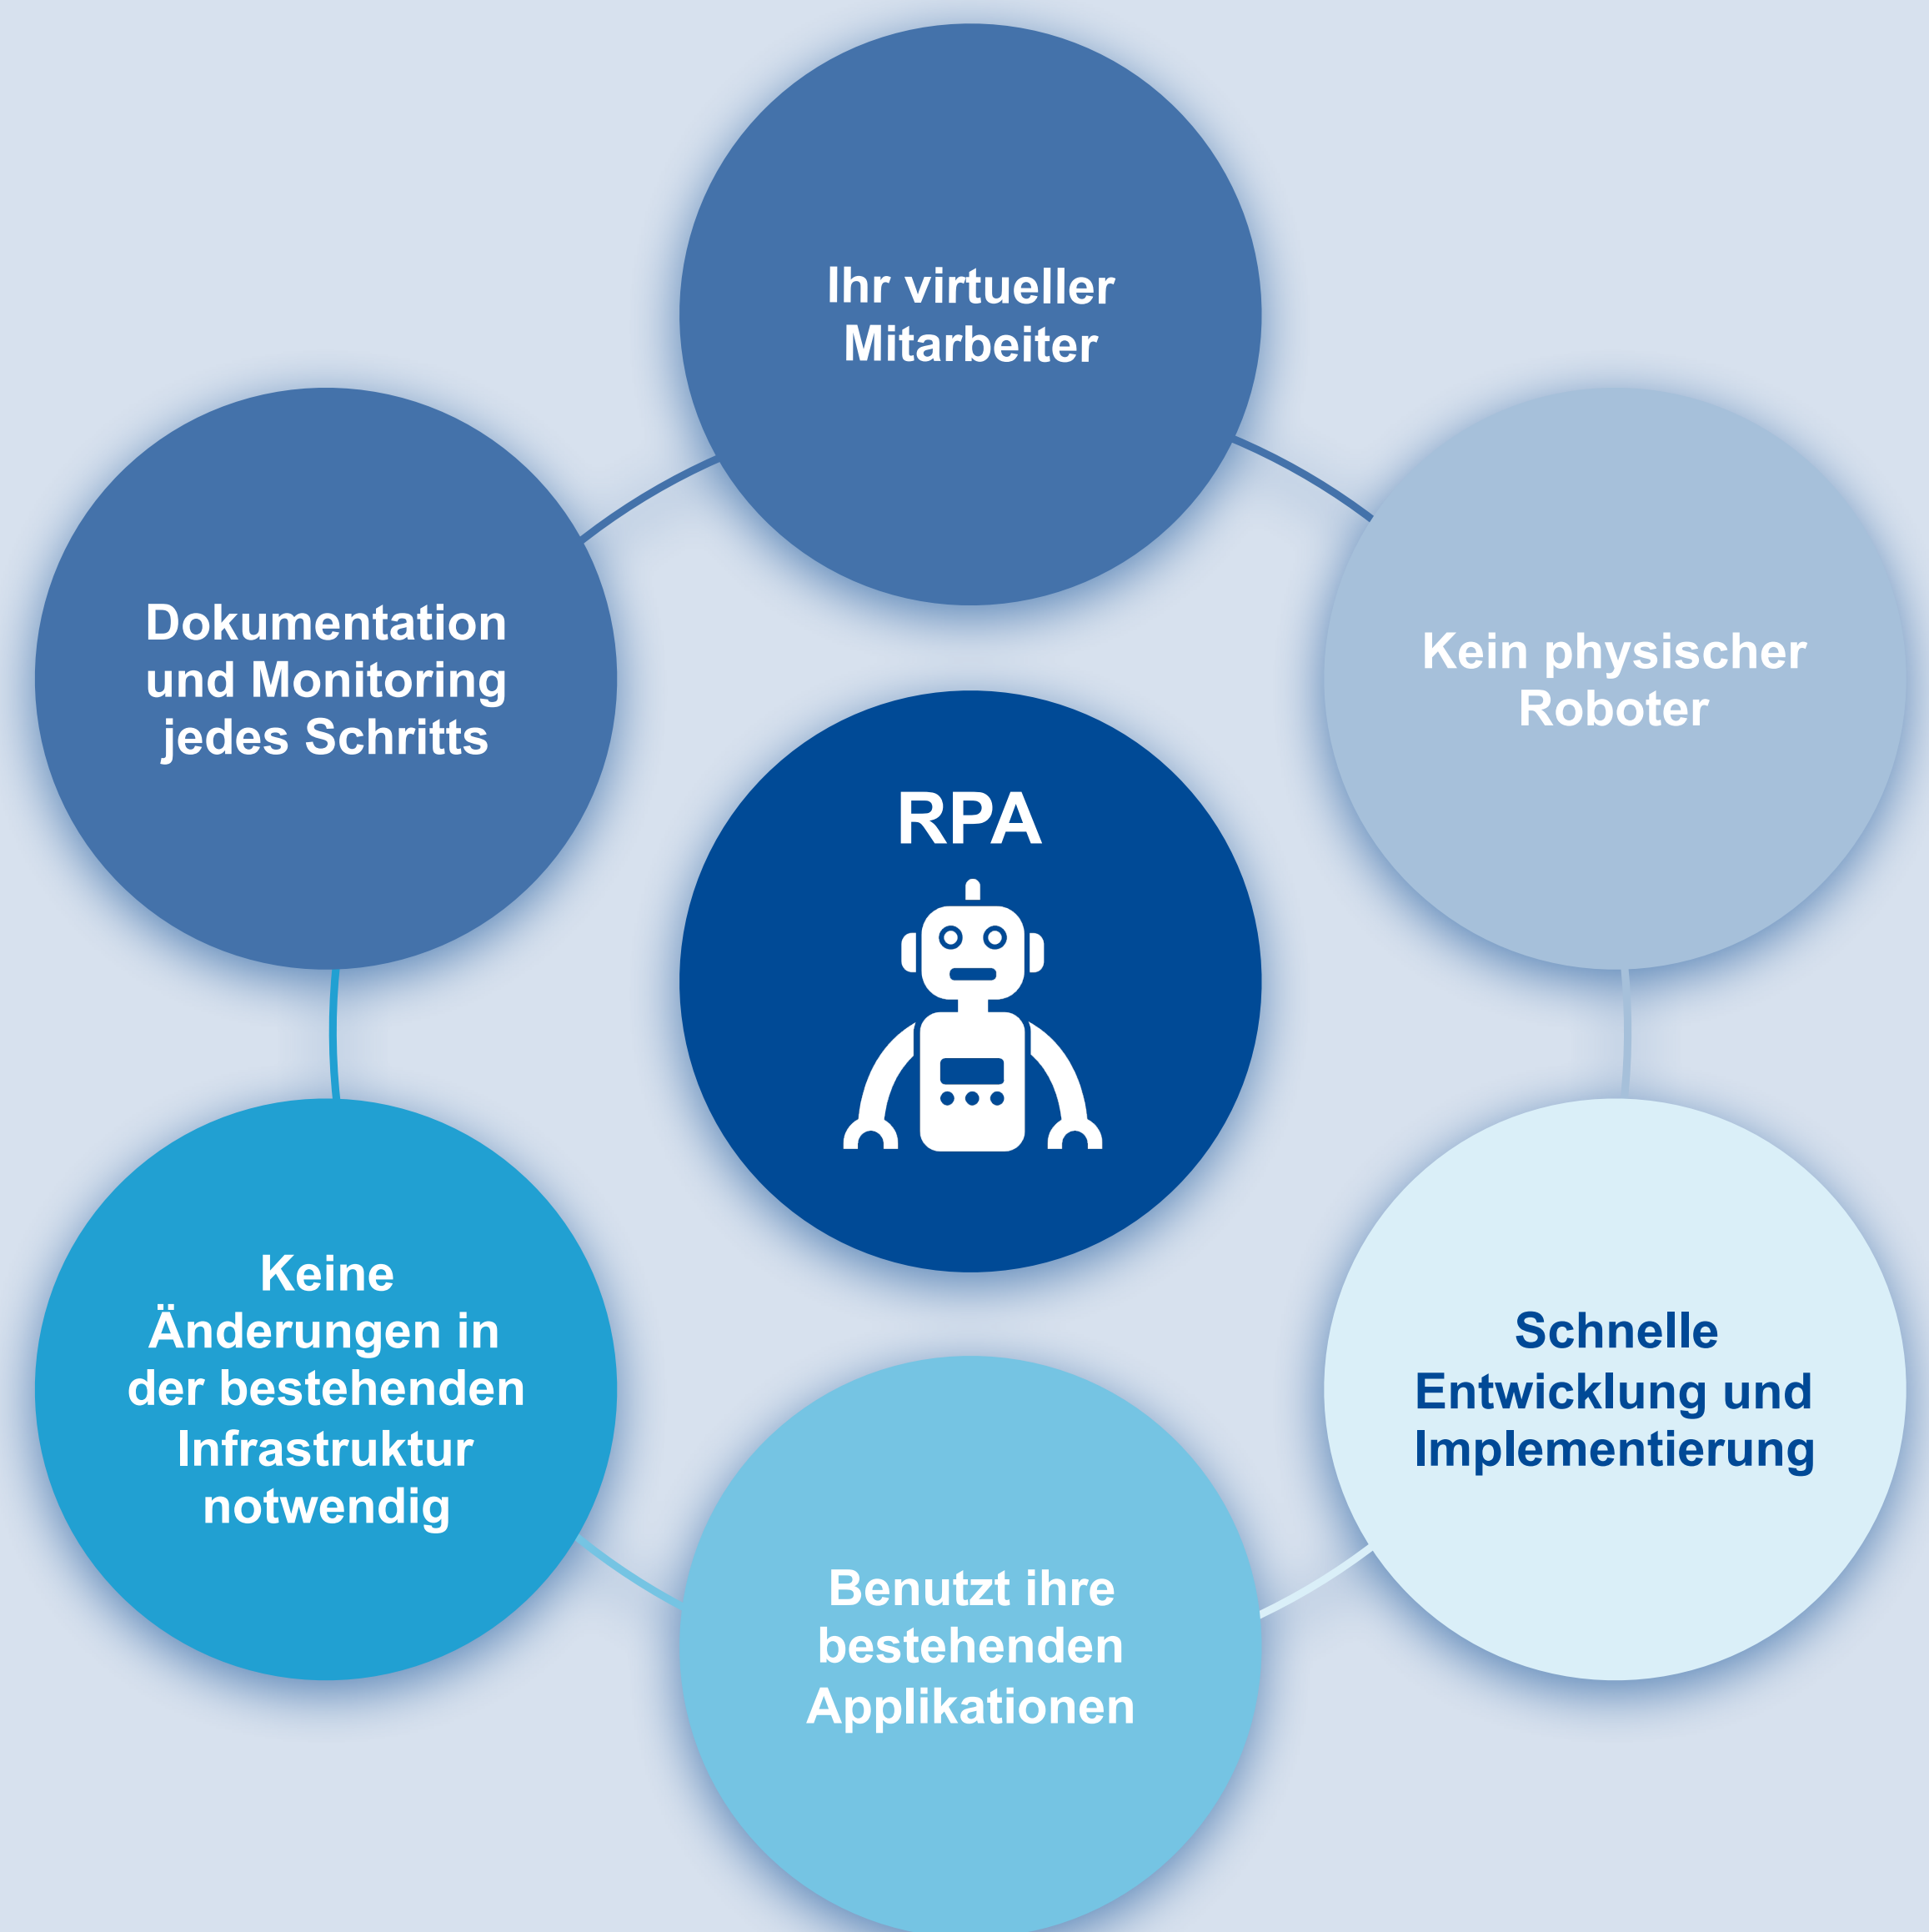 Ihr virtueller
Mitarbeiter
Kein physischer
Roboter
Dokumentation
und Monitoring
jedes Schritts
RPA
Schnelle
Entwicklung und
Implementierung
Keine
Änderungen in
der bestehenden
Infrastruktur
notwendig
Benutzt ihre
bestehenden
Applikationen